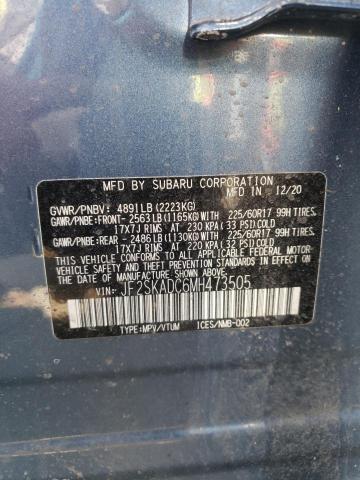 MFD BY SUBARU CORPORATION
MFD IN 12/20
GVWR/PNBV: 4891LB(2223KG)
GAWR/PNBE:FRONT- 2563LB(1165KG)WITH 225/60R17 99H TIRES,
17X7J RIMS AT 230 KPA(33 PSI)COLD
GAWR/PNBE:REAR - 2486LB(1130KG)WITH 225/60R17 99H TIRES,
17X7J RIMS AT 220 KPA(32 PSI)COLD
THIS VEHICLE CONFORMS TO ALL APPLICABLE FEDERAL MOTOR
VEHICLE SAFETY AND THEFT PREVENTION STANDARDS IN EFFECT ON
THE DATE OF MANUFACTURE SHOWN ABOVE.
VIN: JF2SKADC6MH473505
TYPE:MPV/VTUM ICES/NMB-002